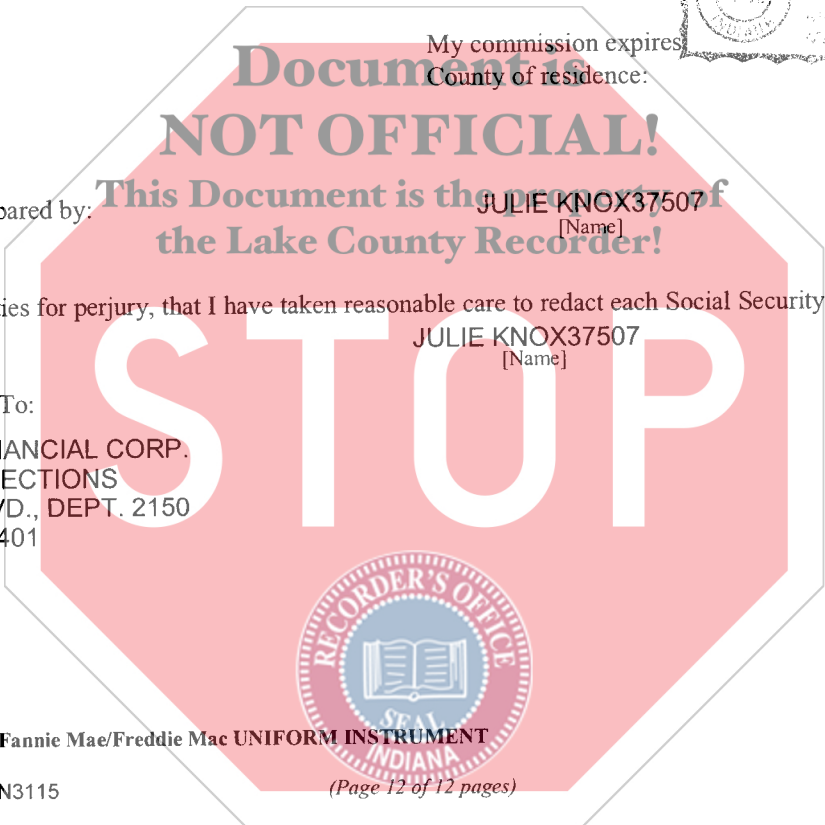 My commission expires
County of residence:
Document is
NOT OFFICIAL!
This Document is the property of
the Lake County Recorder!
pared by:
JULIE KNOX37507
[Name]
ties for perjury, that I have taken reasonable care to redact each Social Security
JULIE KNOX37507
[Name]
To:
STOP
IANCIAL CORP.
ECTIONS
VD., DEPT. 2150
401
RECORDER'S OFFICE
SEAL
INDIANA
Fannie Mae/Freddie Mac UNIFORM INSTRUMENT
N3115
(Page 12 of 12 pages)